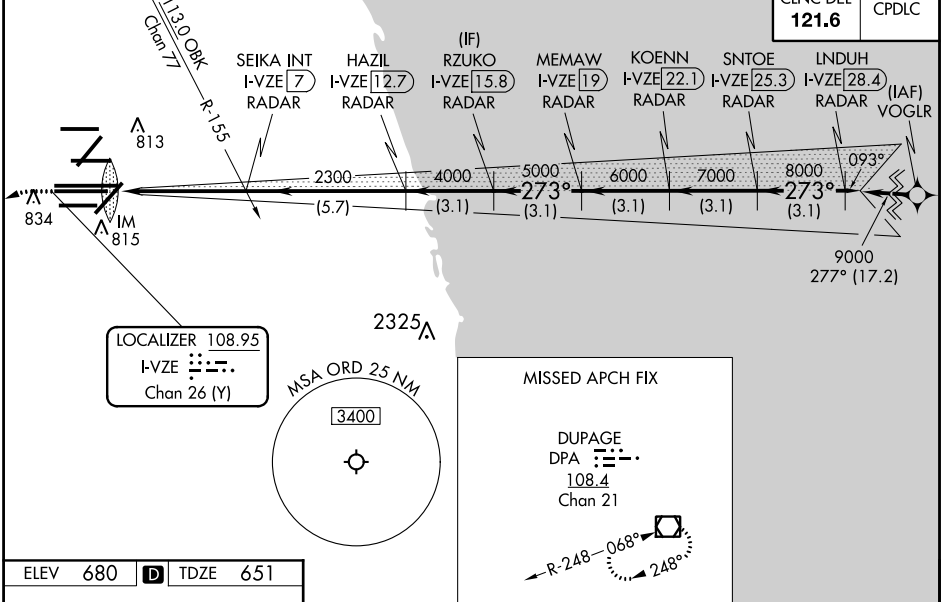 CLNC DEL
121.6
CPDLC
113.0 OBK
Chan 77
R-155
SEIKA INT
I-VZE 7
RADAR
HAZIL
I-VZE 12.7
RADAR
(IF)
RZUKO
I-VZE 15.8
RADAR
MEMAW
I-VZE 19
RADAR
KOENN
I-VZE 22.1
RADAR
SNTOE
I-VZE 25.3
RADAR
LNDUH
I-VZE 28.4
RADAR
(IAF)
VOGLR
813
834
IM
815
2300
4000
5000
6000
7000
8000
093°
273°
273°
(5.7)
(3.1)
(3.1)
(3.1)
(3.1)
(3.1)
9000
277° (17.2)
LOCALIZER 108.95
I-VZE
Chan 26 (Y)
2325
MSA ORD 25 NM
3400
MISSED APCH FIX
DUPAGE
DPA
108.4
Chan 21
R-248
068°
248°
ELEV 680 D TDZE 651